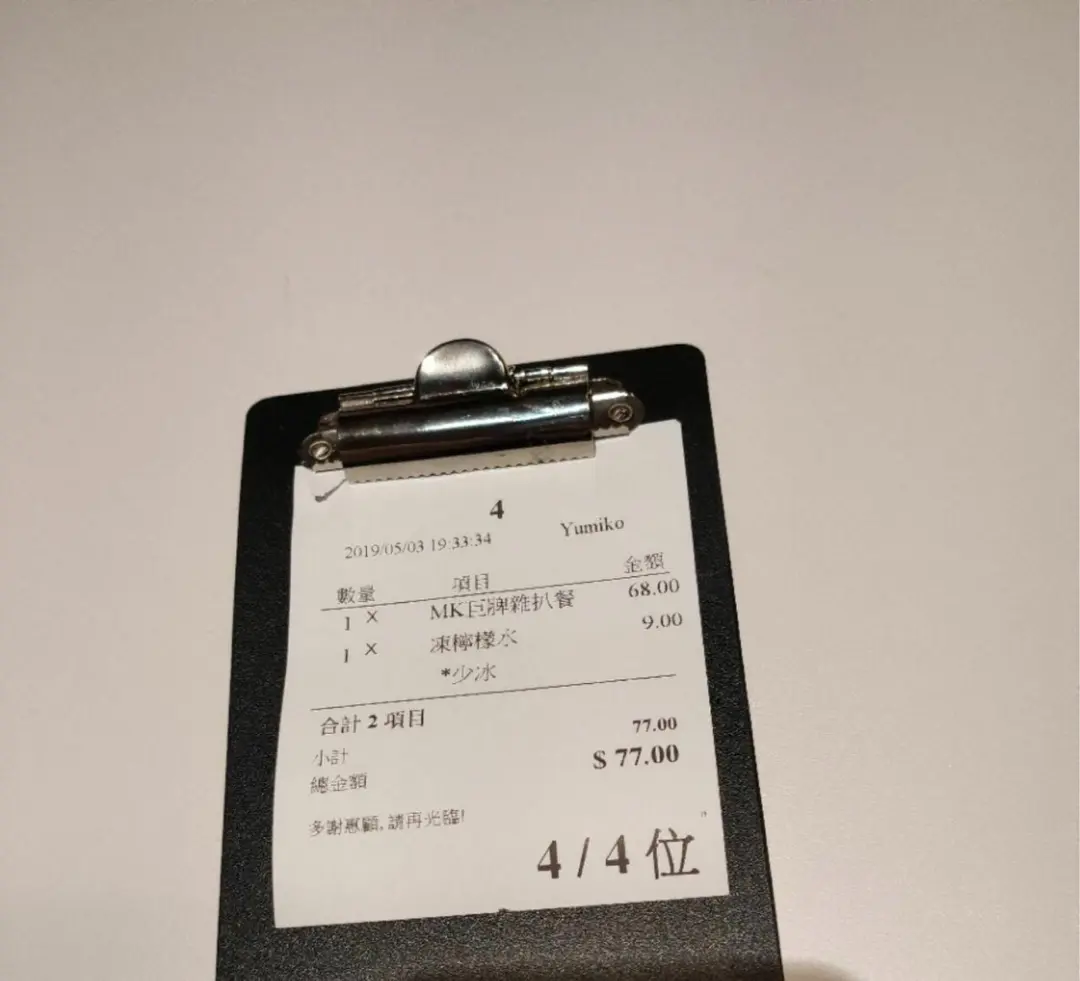 4
2019/05/03 19:33:34 Yumiko
數量 項目 金額
1 × MK巨牌雜扒餐 68.00
1 × 凍檸檬水 9.00
*少冰
合計 2 項目
小計 77.00
總金額 $ 77.00
多謝惠顧,請再光臨!
4 / 4 位